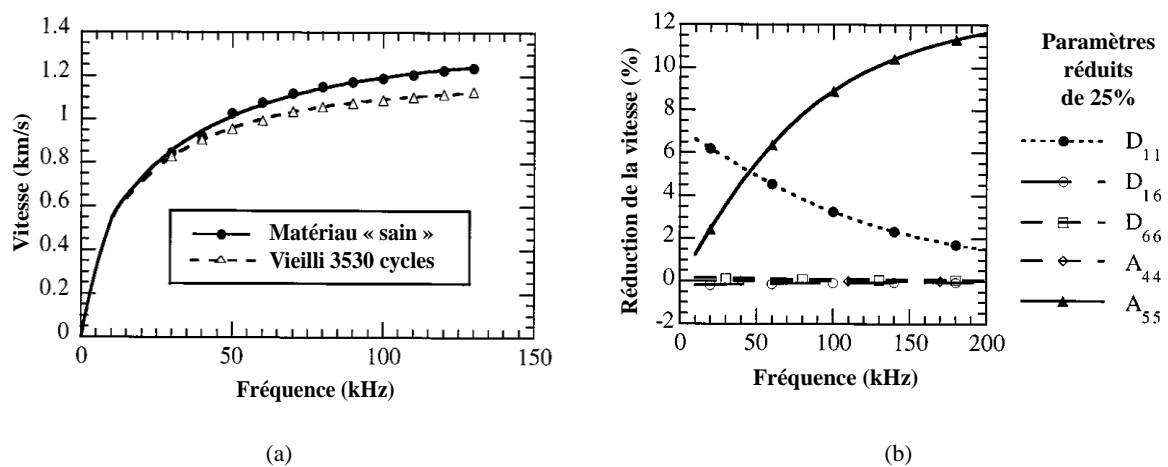 Vitesse (km/s)
1.4
1.2
1
0.8
0.6
0.4
0.2
0
0
50
100
150
Fréquence (kHz)
Matériau « sain »
Vieilli 3530 cycles
(a)
Réduction de la vitesse (%)
12
10
8
6
4
2
0
-2
0
50
100
150
200
Fréquence (kHz)
Paramètres
réduits
de 25%
D11
D16
D66
A44
A55
(b)